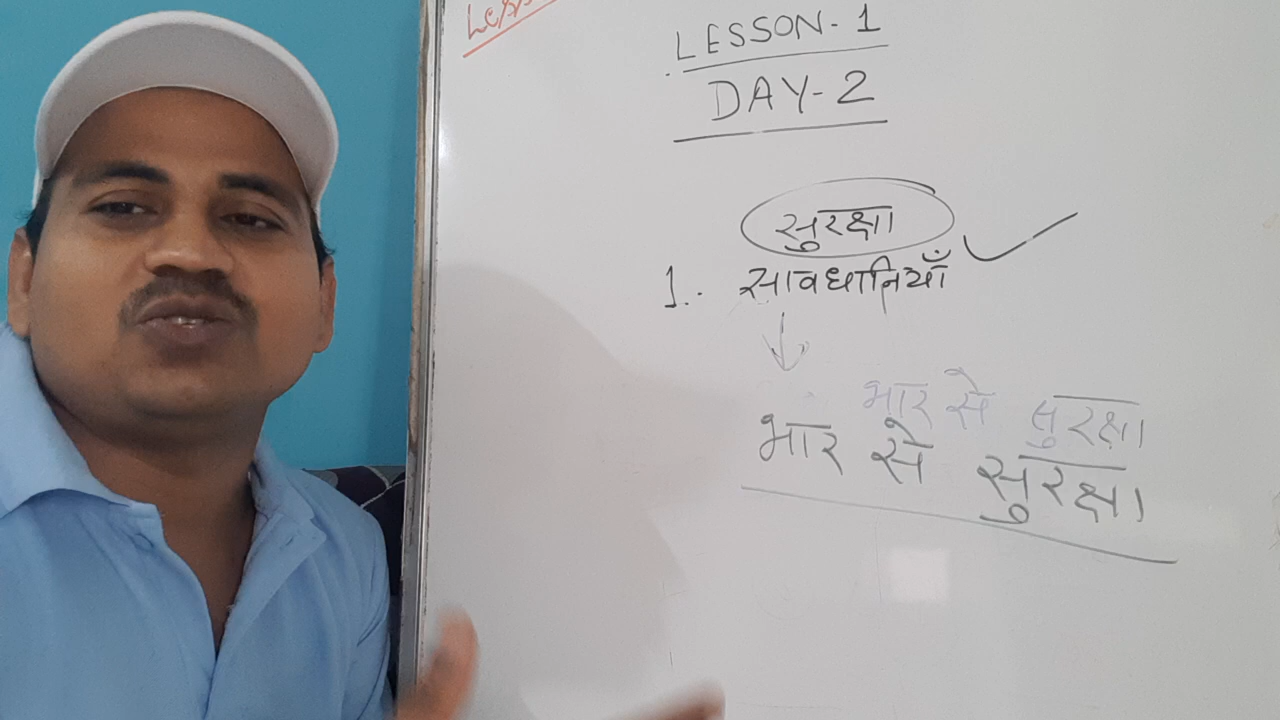 LESSON-1
DAY-2
सुरक्षा
1. सावधानियाँ
भार से सुरक्षा
भार से सुरक्षा